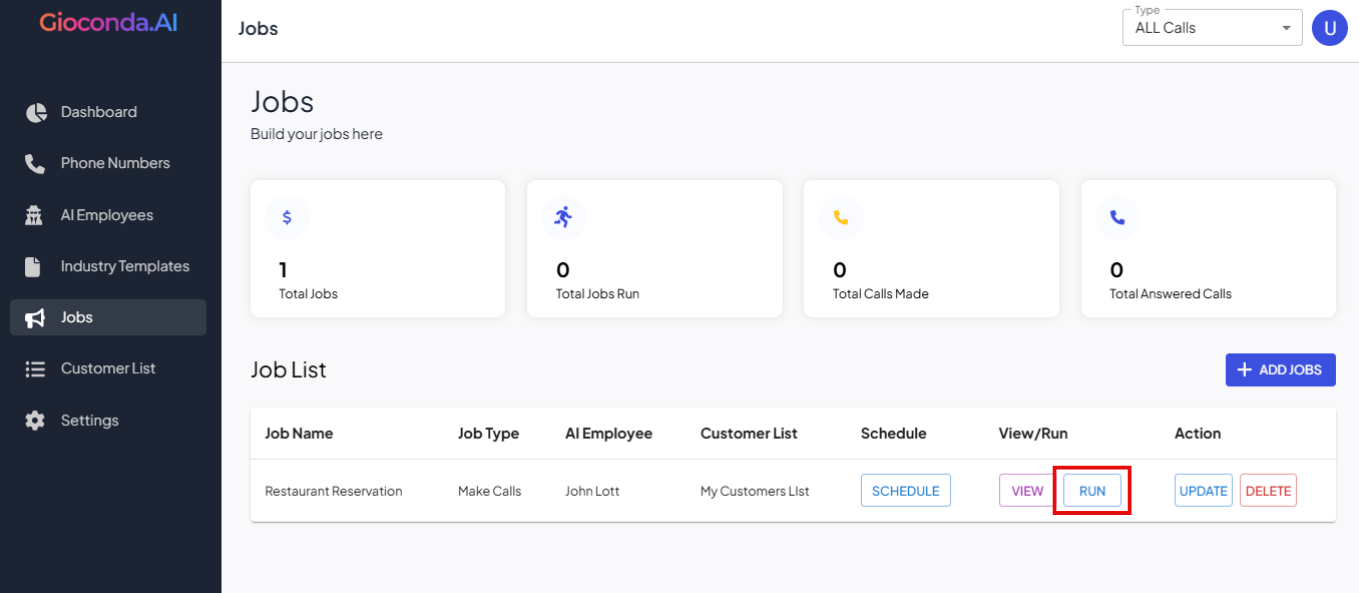 Gioconda.AI
Jobs
Type
ALL Calls
U
Dashboard
Phone Numbers
AI Employees
Industry Templates
Jobs
Customer List
Settings
Jobs
Build your jobs here
$
1
Total Jobs
0
Total Jobs Run
0
Total Calls Made
0
Total Answered Calls
Job List
+ ADD JOBS
Job Name Job Type AI Employee Customer List Schedule View/Run Action
Restaurant Reservation Make Calls John Lott My Customers LIst SCHEDULE VIEW RUN UPDATE DELETE